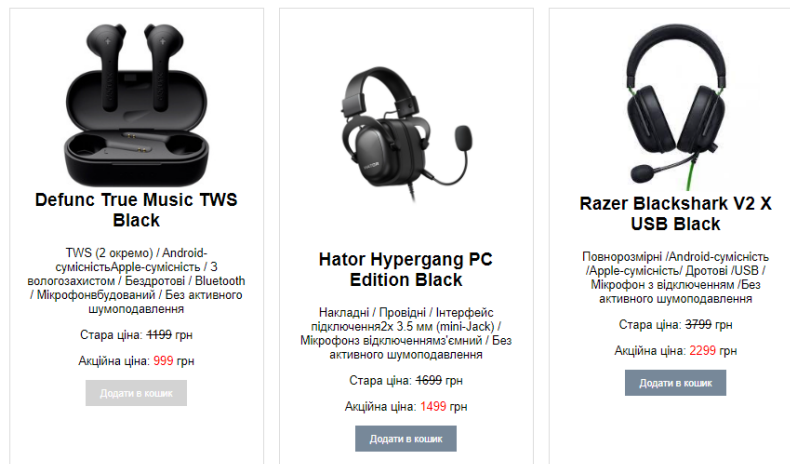 Defunc True Music TWS
Black
TWS (2 окремо) / Android-
сумісністьApple-сумісність / З
вологозахистом / Бездротові / Bluetooth
/ Мікрофонвбудований / Без активного
шумоподавлення
Стара ціна: 1199 грн
Акційна ціна: 999 грн
Додати в кошик
HATOR
Hator Hypergang PC
Edition Black
Накладні / Провідні / Інтерфейс
підключення2x 3.5 мм (mini-Jack) /
Мікрофонз відключеннямз'ємний / Без
активного шумоподавлення
Стара ціна: 1699 грн
Акційна ціна: 1499 грн
Додати в кошик
Razer Blackshark V2 X
USB Black
Повнорозмірні /Android-сумісність
/Apple-сумісність/ Дротові /USB /
Мікрофон з відключенням /Без
активного шумоподавлення
Стара ціна: 3799 грн
Акційна ціна: 2299 грн
Додати в кошик